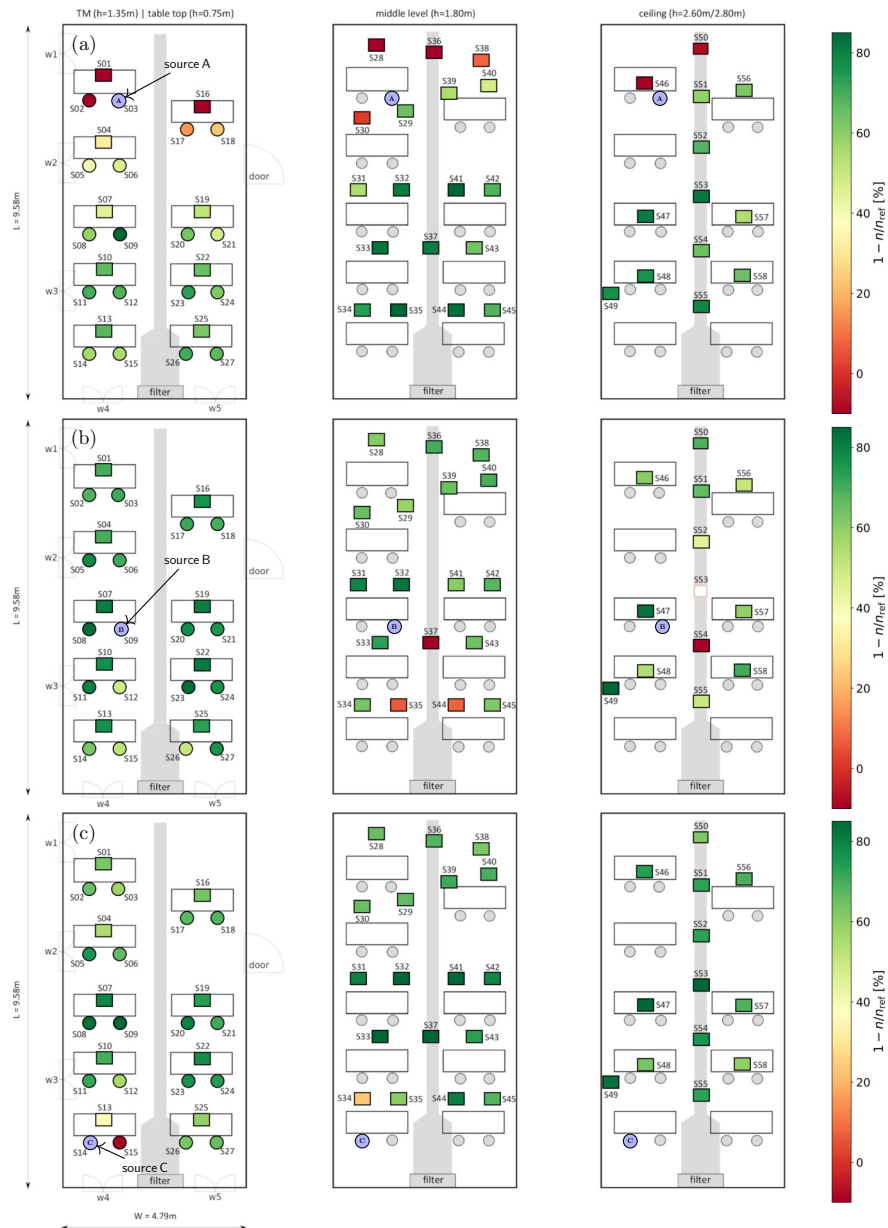 TM (h=1.35m) | table top (h=0.75m)
middle level (h=1.80m)
ceiling (h=2.60m/2.80m)
(a)
w1
S01
source A
S02
A
S03
S16
S17
S18
S04
S05
S06
w2
door
L = 9.58m
S07
S08
S09
S19
S20
S21
S10
S11
S12
S22
S23
S24
w3
S13
S14
S15
S25
S26
S27
filter
w4
w5
S28
S36
S38
S39
S40
A
S29
S30
S31
S32
S41
S42
S33
S37
S43
S34
S35
S44
S45
filter
S50
S46
S51
S56
A
S52
S53
S47
S57
S54
S48
S58
S49
S55
filter
80
60
40
20
0
1 − n/nref [%]
(b)
w1
S01
S02
S03
S16
S17
S18
S04
S05
S06
w2
door
source B
L = 9.58m
S07
S08
B
S09
S19
S20
S21
S10
S11
S12
S22
S23
S24
w3
S13
S14
S15
S25
S26
S27
filter
w4
w5
S28
S36
S38
S39
S40
S29
S30
S31
S32
S41
S42
B
S33
S37
S43
S34
S35
S44
S45
filter
S50
S46
S51
S56
S52
S53
S47
S57
B
S54
S48
S58
S49
S55
filter
80
60
40
20
0
1 − n/nref [%]
(c)
w1
S01
S02
S03
S16
S17
S18
S04
S05
S06
w2
door
L = 9.58m
S07
S08
S09
S19
S20
S21
S10
S11
S12
S22
S23
S24
w3
S13
S14
C
S15
S25
S26
S27
source C
filter
w4
w5
W = 4.79m
S28
S36
S38
S39
S40
S29
S30
S31
S32
S41
S42
S33
S37
S43
S34
S35
S44
S45
C
filter
S50
S46
S51
S56
S52
S53
S47
S57
S54
S48
S58
S49
S55
C
filter
80
60
40
20
0
1 − n/nref [%]